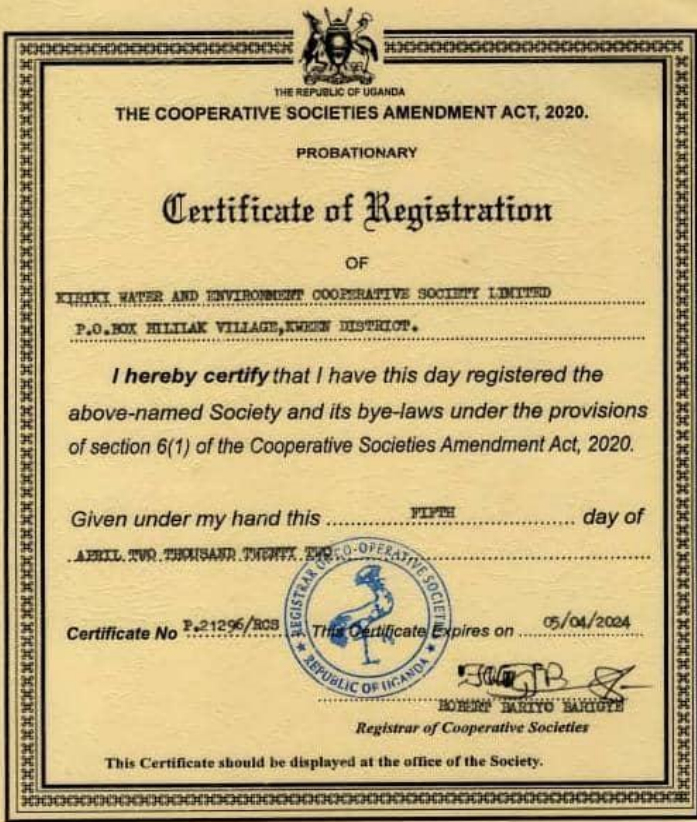 THE REPUBLIC OF UGANDA
THE COOPERATIVE SOCIETIES AMENDMENT ACT, 2020.
PROBATIONARY
Certificate of Registration
OF
KIRIKI WATER AND ENVIRONMENT COOPERATIVE SOCIETY LIMITED
P.O.BOX HILILAK VILLAGE,KWEEN DISTRICT.
I hereby certify that I have this day registered the
above-named Society and its bye-laws under the provisions
of section 6(1) of the Cooperative Societies Amendment Act, 2020.
Given under my hand this FIFTH day of
APRIL TWO THOUSAND TWENTY TWO
REGISTRAR OF CO-OPERATIVE SOCIETIES
REPUBLIC OF UGANDA
Certificate No P.21296/RCS This Certificate Expires on 05/04/2024
ROBERT BARIYO BARIGYE
Registrar of Cooperative Societies
This Certificate should be displayed at the office of the Society.